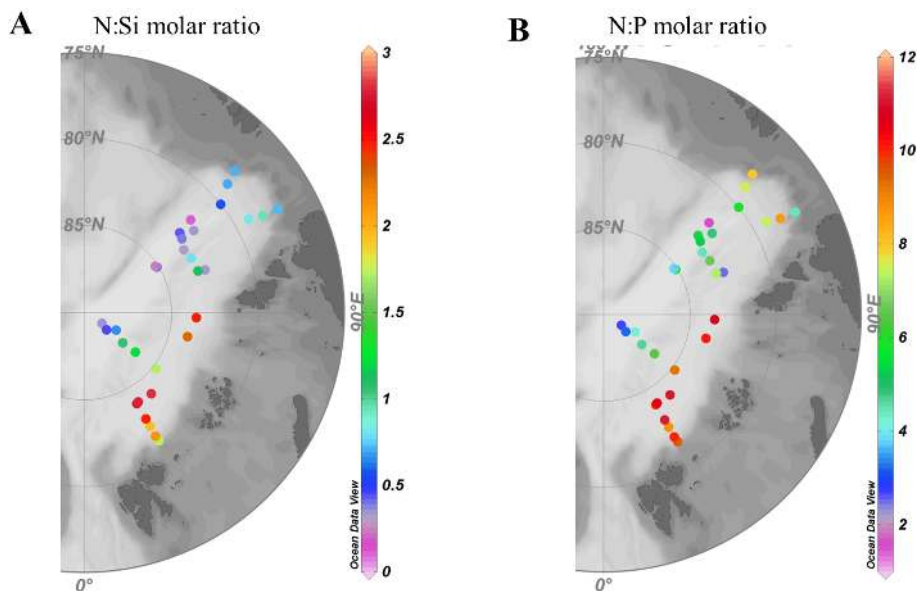 A
N:Si molar ratio
75°N
80°N
85°N
90°E
0°
3
2.5
2
1.5
1
0.5
0
Ocean Data View
B
N:P molar ratio
75°N
80°N
85°N
90°E
0°
12
10
8
6
4
2
Ocean Data View